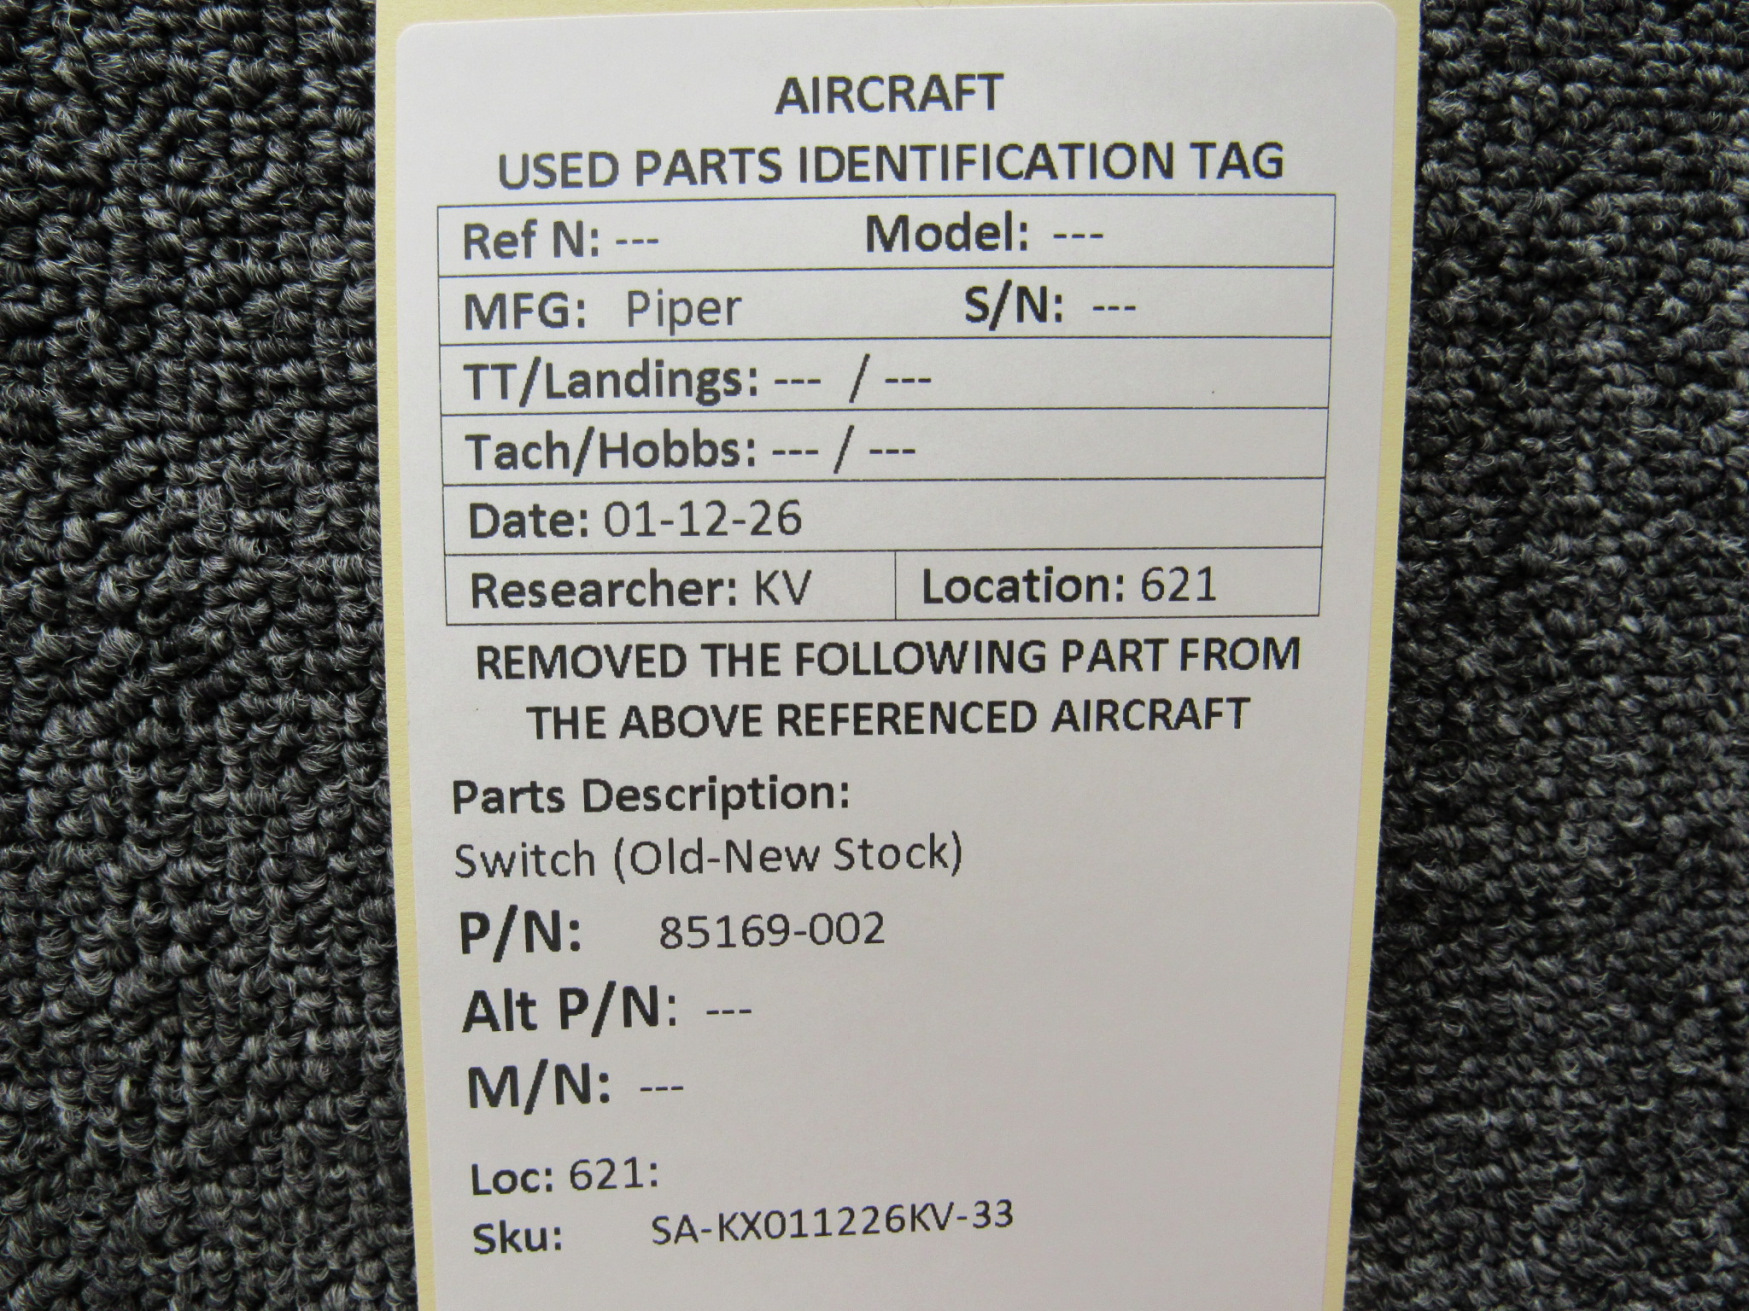 AIRCRAFT
USED PARTS IDENTIFICATION TAG
Ref N: --- Model: ---
MFG: Piper S/N: ---
TT/Landings: --- / ---
Tach/Hobbs: --- / ---
Date: 01-12-26
Researcher: KV Location: 621
REMOVED THE FOLLOWING PART FROM
THE ABOVE REFERENCED AIRCRAFT
Parts Description:
Switch (Old-New Stock)
P/N: 85169-002
Alt P/N: ---
M/N: ---
Loc: 621:
Sku: SA-KX011226KV-33